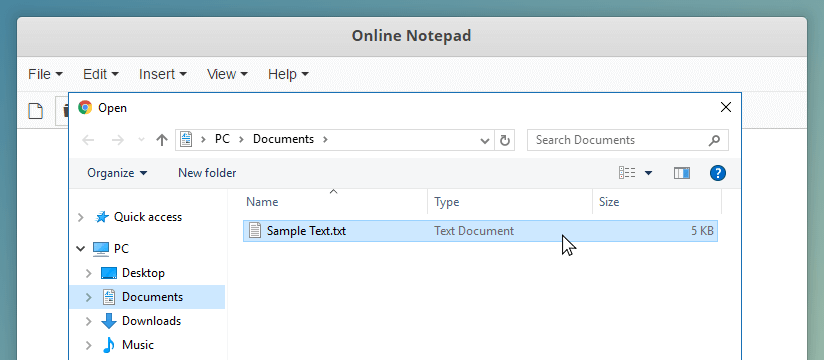 Online Notepad
File Edit Insert View Help
Open
PC Documents Search Documents
Organize New folder
Name Type Size
Quick access
Sample Text.txt Text Document 5 KB
PC
Desktop
Documents
Downloads
Music